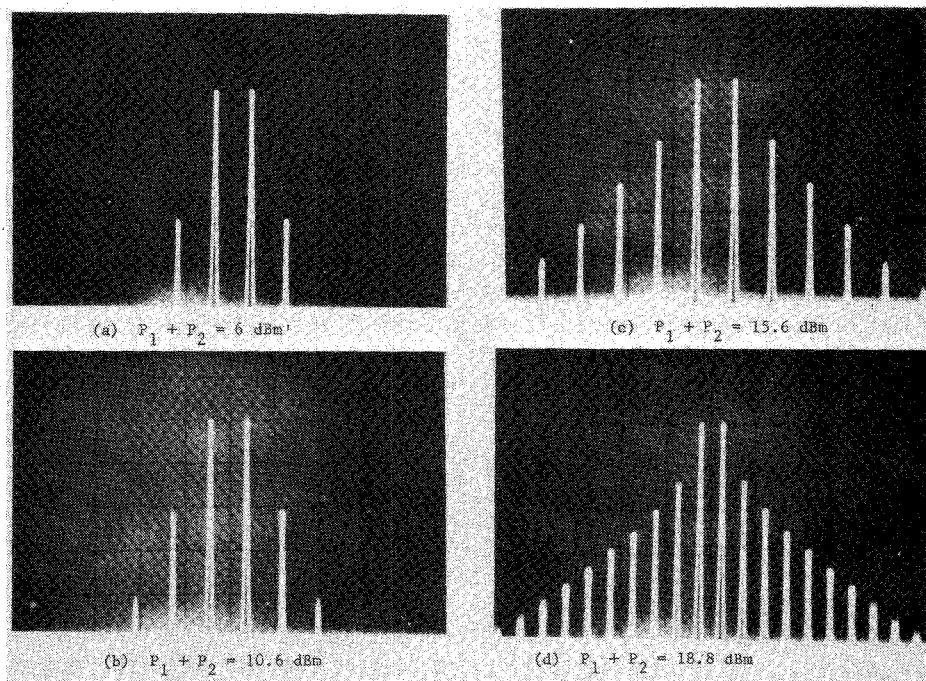 (a) P1 + P2 = 6 dBm'
(c) P1 + P2 = 15.6 dBm
(b) P1 + P2 = 10.6 dBm
(d) P1 + P2 = 18.8 dBm